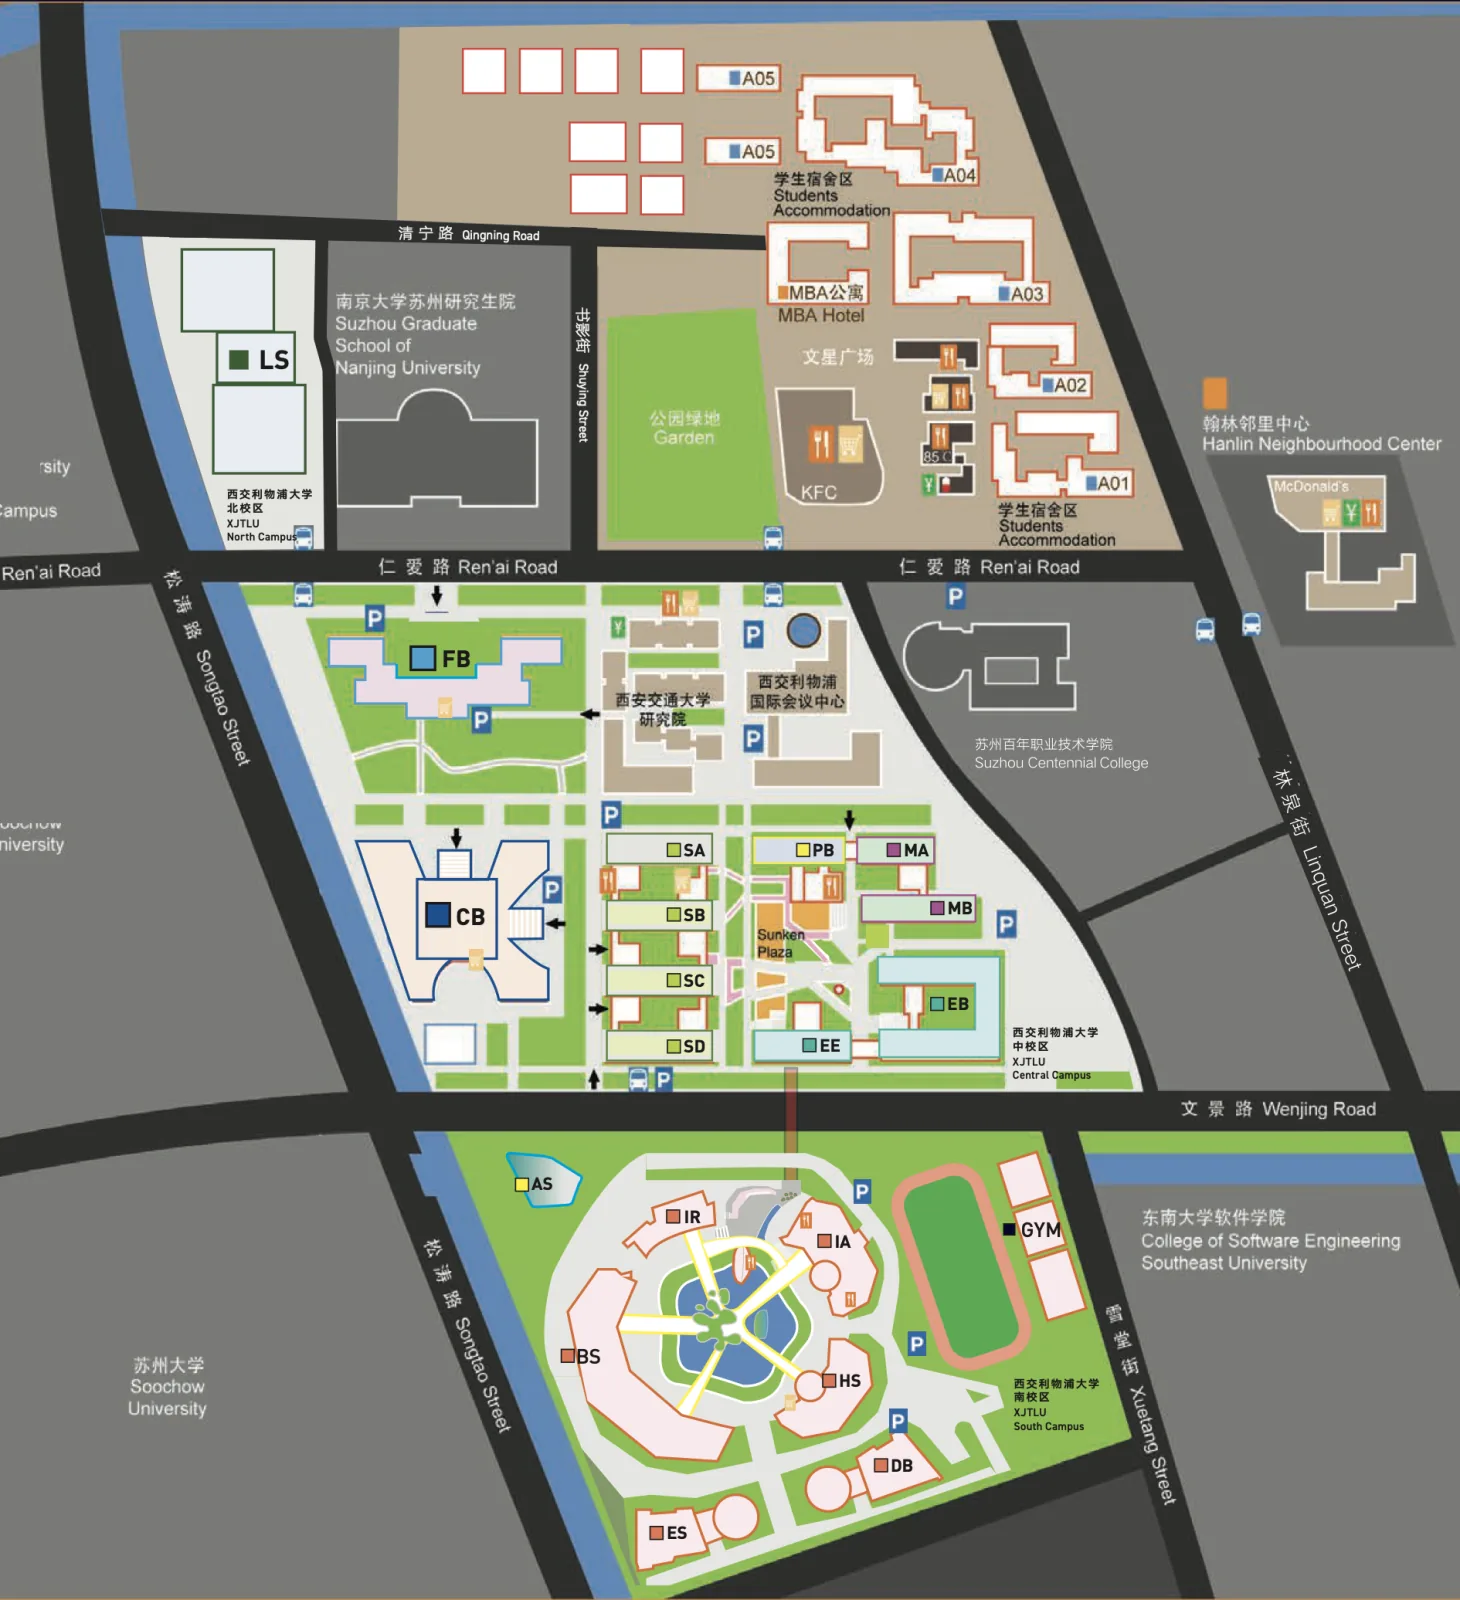 A05
A05
A04
学生宿舍区
Students
Accommodation
清 宁 路 Qingning Road
MBA公寓
MBA Hotel
A03
南京大学苏州研究生院
Suzhou Graduate
School of
Nanjing University
书影街 Shuying Street
LS
文星广场
A02
公园绿地
Garden
翰林邻里中心
Hanlin Neighbourhood Center
85
KFC
A01
McDonald's
rsity
Campus
西交利物浦大学
北校区
XJTLU
North Campus
学生宿舍区
Students
Accommodation
Ren'ai Road
仁 爱 路 Ren'ai Road
仁 爱 路 Ren'ai Road
松 涛 路 Songtao Street
P
P
P
FB
西安交通大学
研究院
西交利物浦
国际会议中心
P
P
苏州百年职业技术学院
Suzhou Centennial College
林 泉 街 Linquan Street
P
niversity
SA
PB
MA
P
CB
SB
MB
P
Sunken
Plaza
SC
EB
SD
EE
西交利物浦大学
中校区
XJTLU
Central Campus
P
文 景 路 Wenjing Road
AS
P
IR
IA
GYM
东南大学软件学院
College of Software Engineering
Southeast University
松 涛 路 Songtao Street
雪 堂 街 Xuetang Street
P
BS
HS
苏州大学
Soochow
University
西交利物浦大学
南校区
XJTLU
South Campus
P
DB
ES